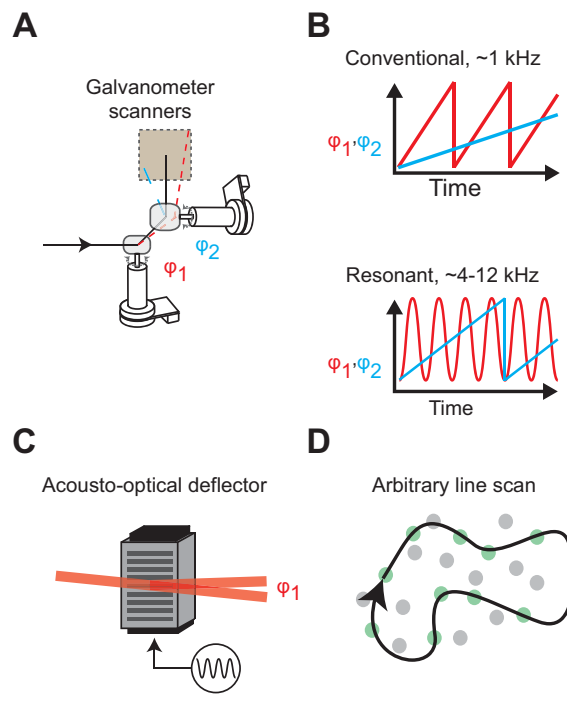 A
Galvanometer
scanners
φ2
φ1
B
Conventional, ~1 kHz
φ1,φ2
Time
Resonant, ~4-12 kHz
φ1,φ2
Time
C
Acousto-optical deflector
φ1
D
Arbitrary line scan